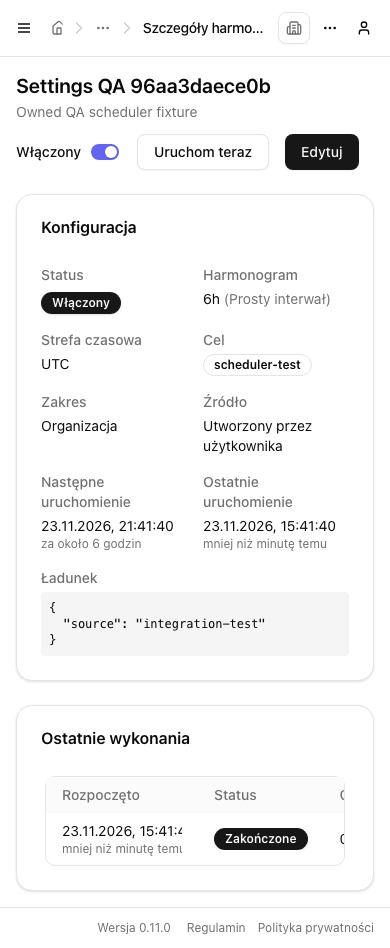 Szczegóły harmo...
Settings QA 96aa3daece0b
Owned QA scheduler fixture
Włączony
Uruchom teraz
Edytuj
Konfiguracja
Status
Harmonogram
Włączony
6h (Prosty interwał)
Strefa czasowa
Cel
UTC
scheduler-test
Zakres
Źródło
Organizacja
Utworzony przez
użytkownika
Następne
uruchomienie
Ostatnie
uruchomienie
23.11.2026, 21:41:40
za około 6 godzin
23.11.2026, 15:41:40
mniej niż minutę temu
Ładunek
{
"source": "integration-test"
}
Ostatnie wykonania
Rozpoczęto
Status
23.11.2026, 15:41:4
mniej niż minutę temu
Zakończone
Wersja 0.11.0
Regulamin
Polityka prywatności